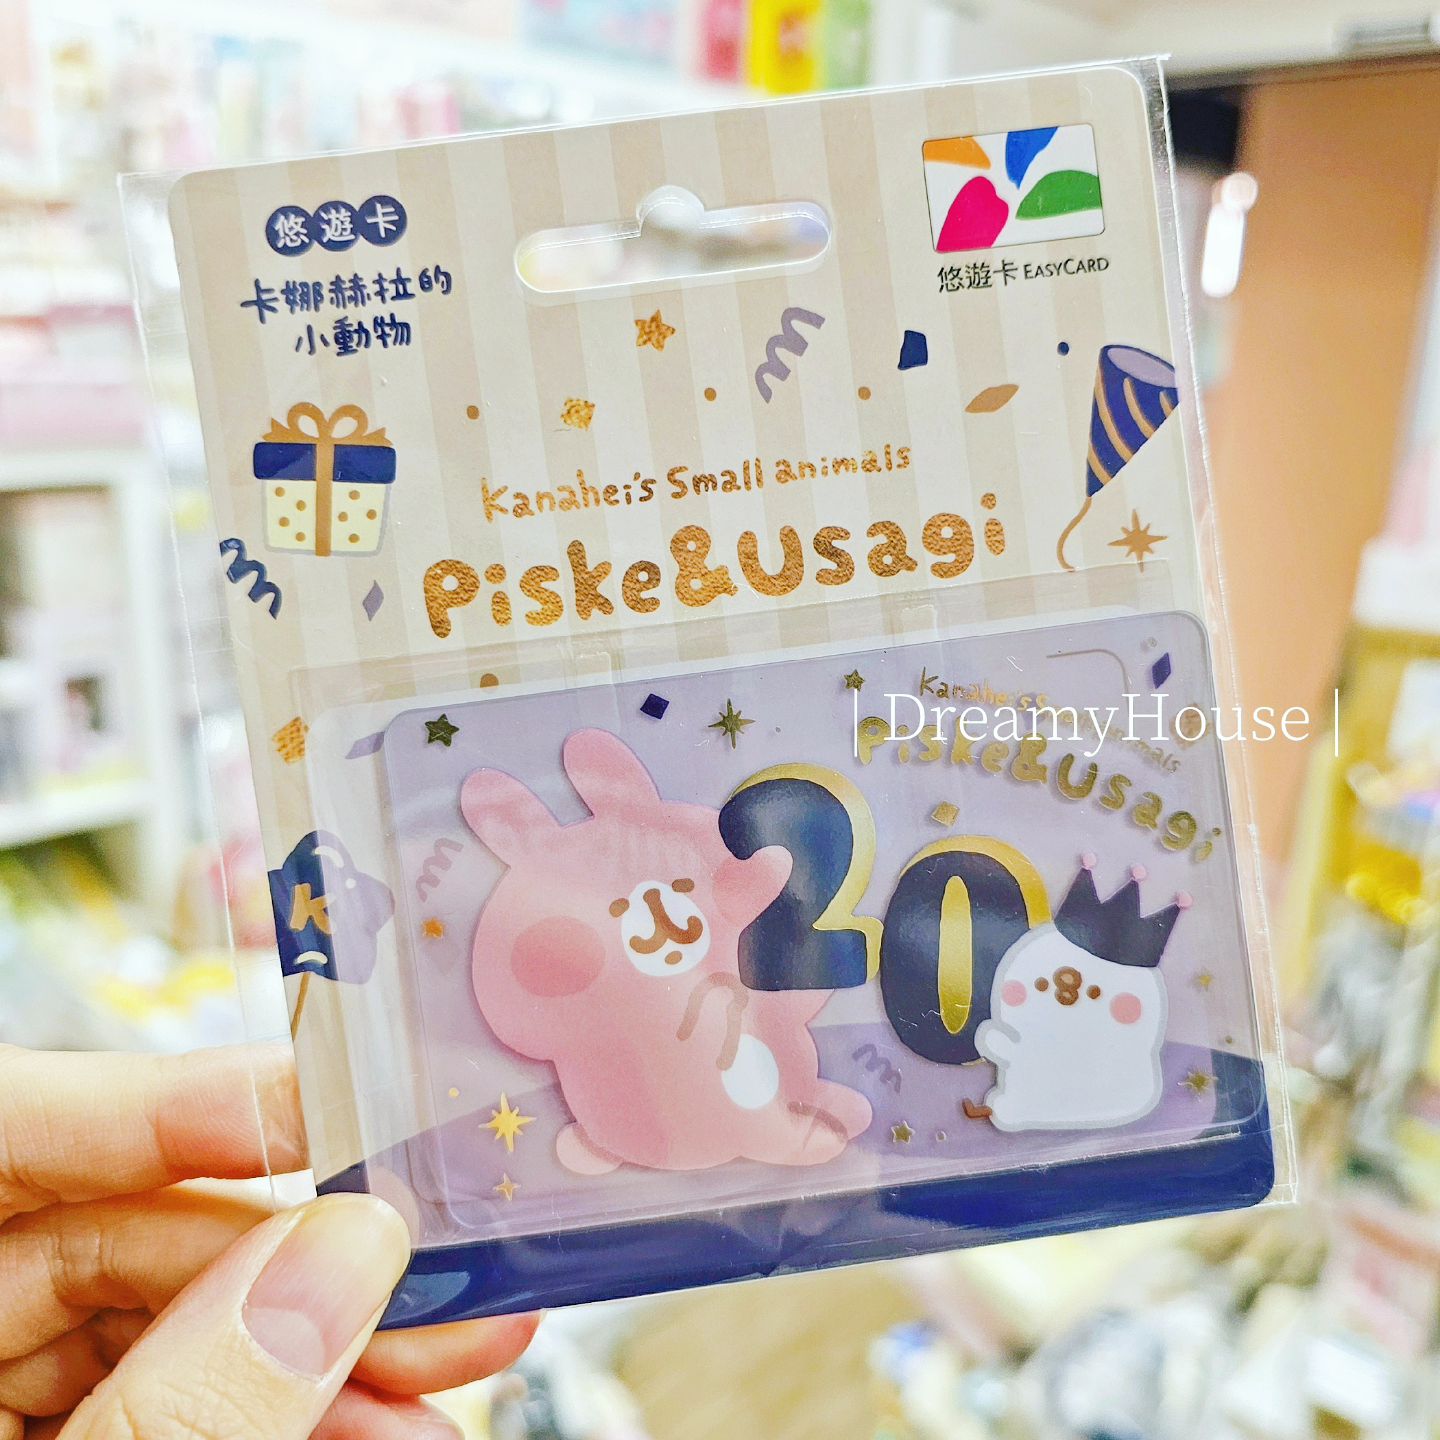 悠遊卡
卡娜赫拉的
小動物
悠遊卡 EASYCARD
Kanahei's Small animals
Piske&Usagi
Kanahei's Small animals
Piske&Usagi
| DreamyHouse |
20
K